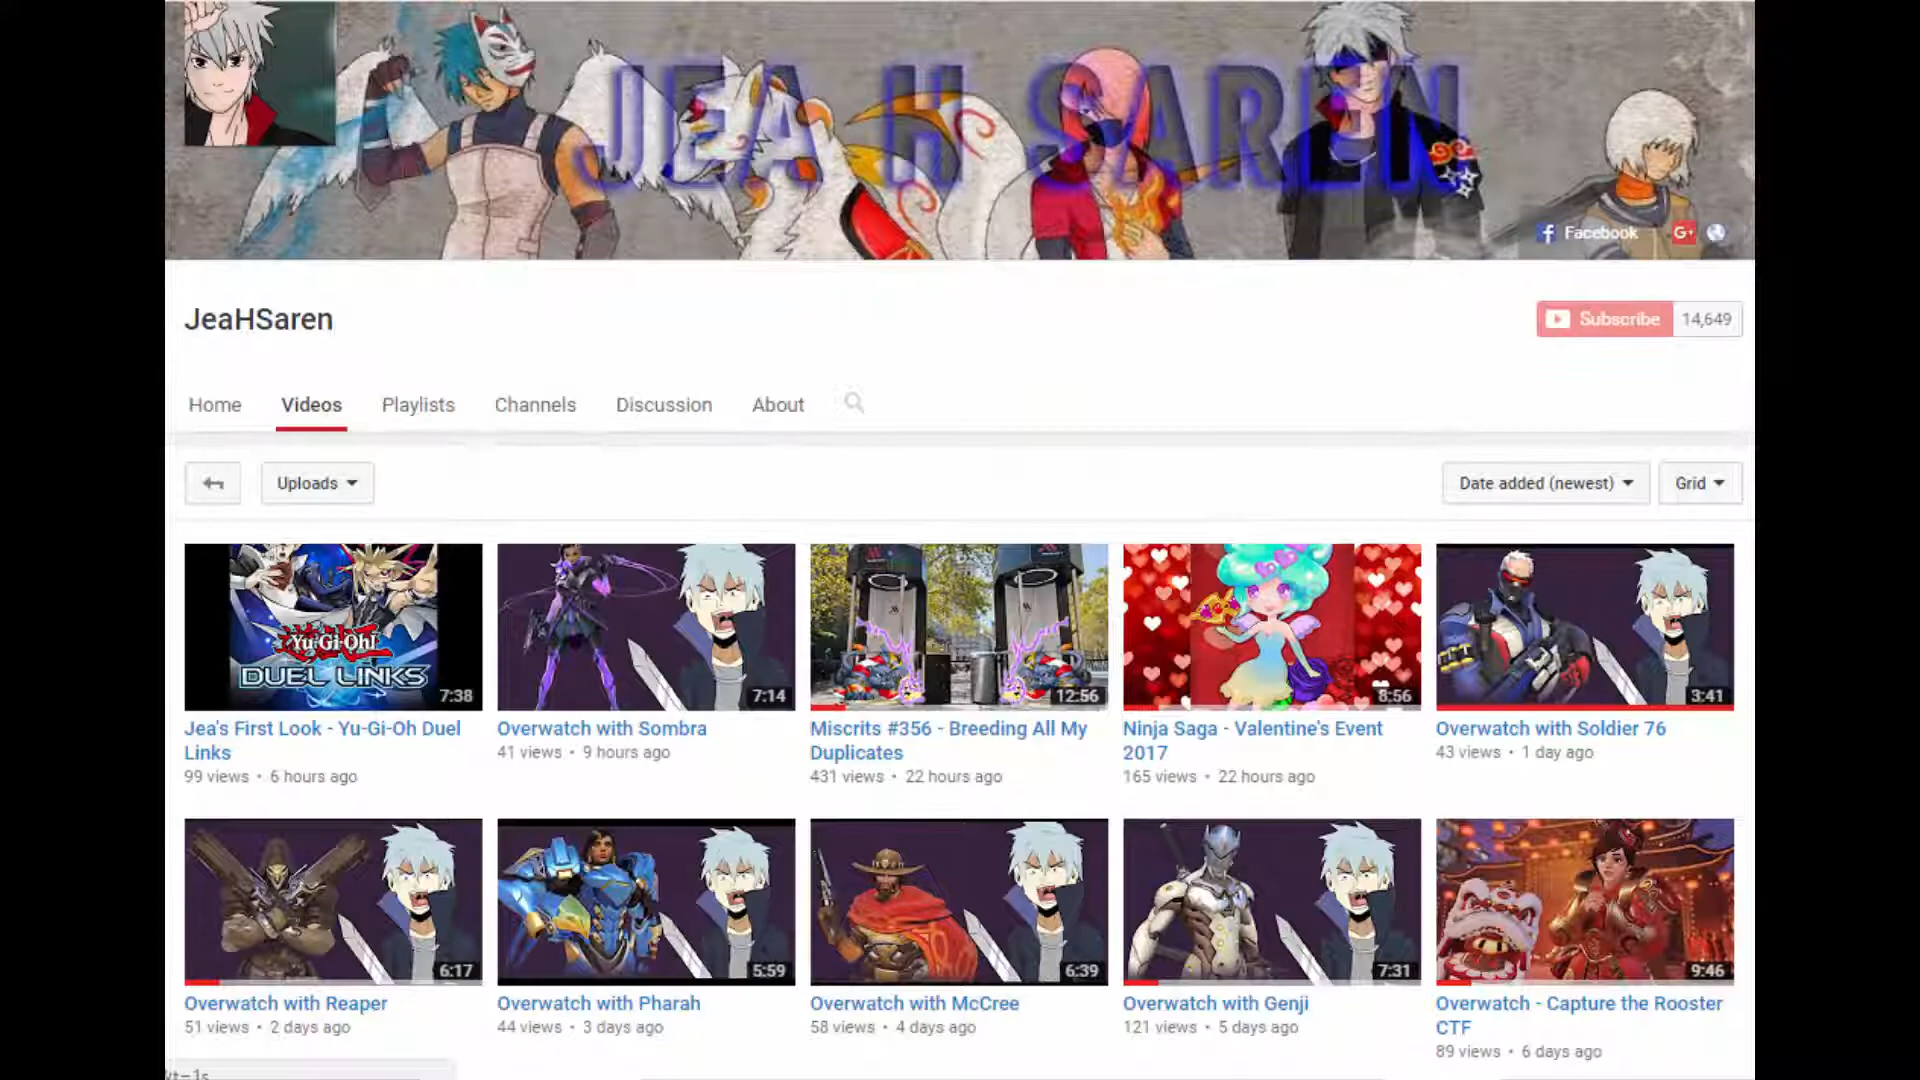 JEA H SAREN
Facebook
G+
JeaHSaren
Subscribe 14,649
Home Videos Playlists Channels Discussion About
Uploads
Date added (newest) Grid
Yu-Gi-Oh!
DUEL LINKS
7:38
7:14
12:56
8:56
3:41
Jea's First Look - Yu-Gi-Oh Duel
Links
99 views • 6 hours ago
Overwatch with Sombra
41 views • 9 hours ago
Miscrits #356 - Breeding All My
Duplicates
431 views • 22 hours ago
Ninja Saga - Valentine's Event
2017
165 views • 22 hours ago
Overwatch with Soldier 76
43 views • 1 day ago
6:17
5:59
6:39
7:31
9:46
Overwatch with Reaper
51 views • 2 days ago
Overwatch with Pharah
44 views • 3 days ago
Overwatch with McCree
58 views • 4 days ago
Overwatch with Genji
121 views • 5 days ago
Overwatch - Capture the Rooster
CTF
89 views • 6 days ago